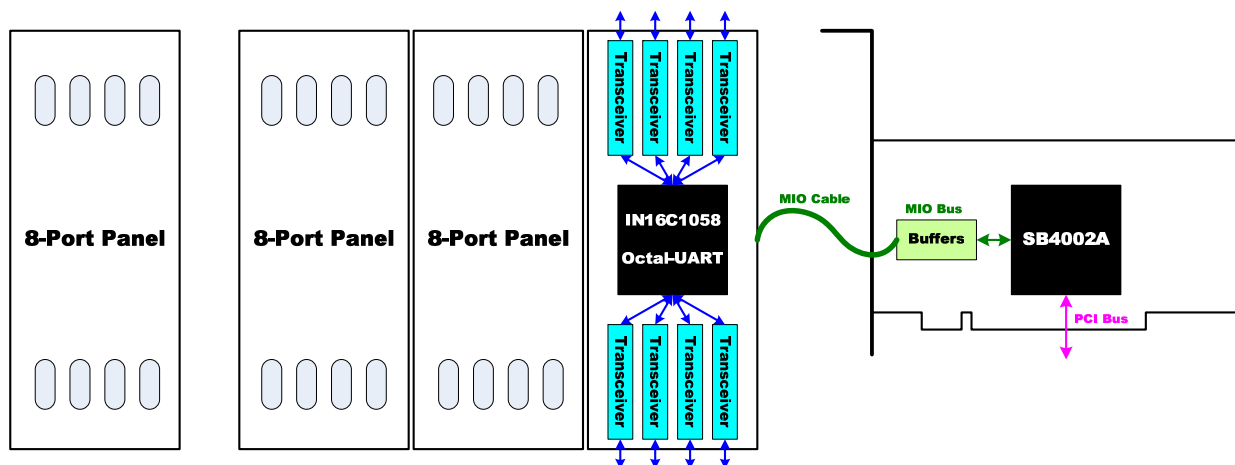 Transceiver
Transceiver
Transceiver
Transceiver
8-Port Panel
8-Port Panel
8-Port Panel
IN16C1058
Octal-UART
MIO Cable
MIO Bus
Buffers
SB4002A
PCI Bus
Transceiver
Transceiver
Transceiver
Transceiver